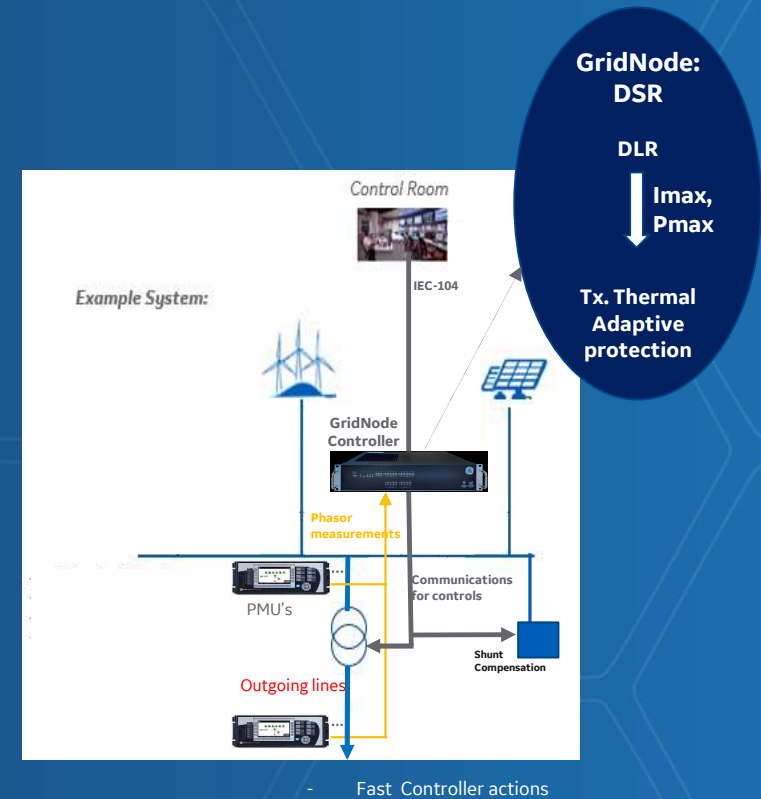 GridNode:
DSR
DLR
Imax,
Pmax
Tx. Thermal
Adaptive
protection
Control Room
IEC-104
Example System:
GridNode
Controller
Phasor
measurements
PMU's
Communications
for controls
Shunt
Compensation
Outgoing lines
- Fast Controller actions